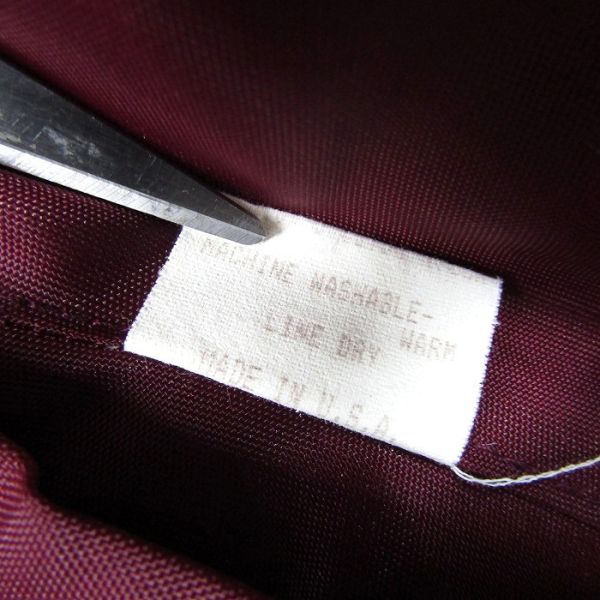 MACHINE WASHABLE-
WARM
LINE DRY
MADE IN U.S.A.